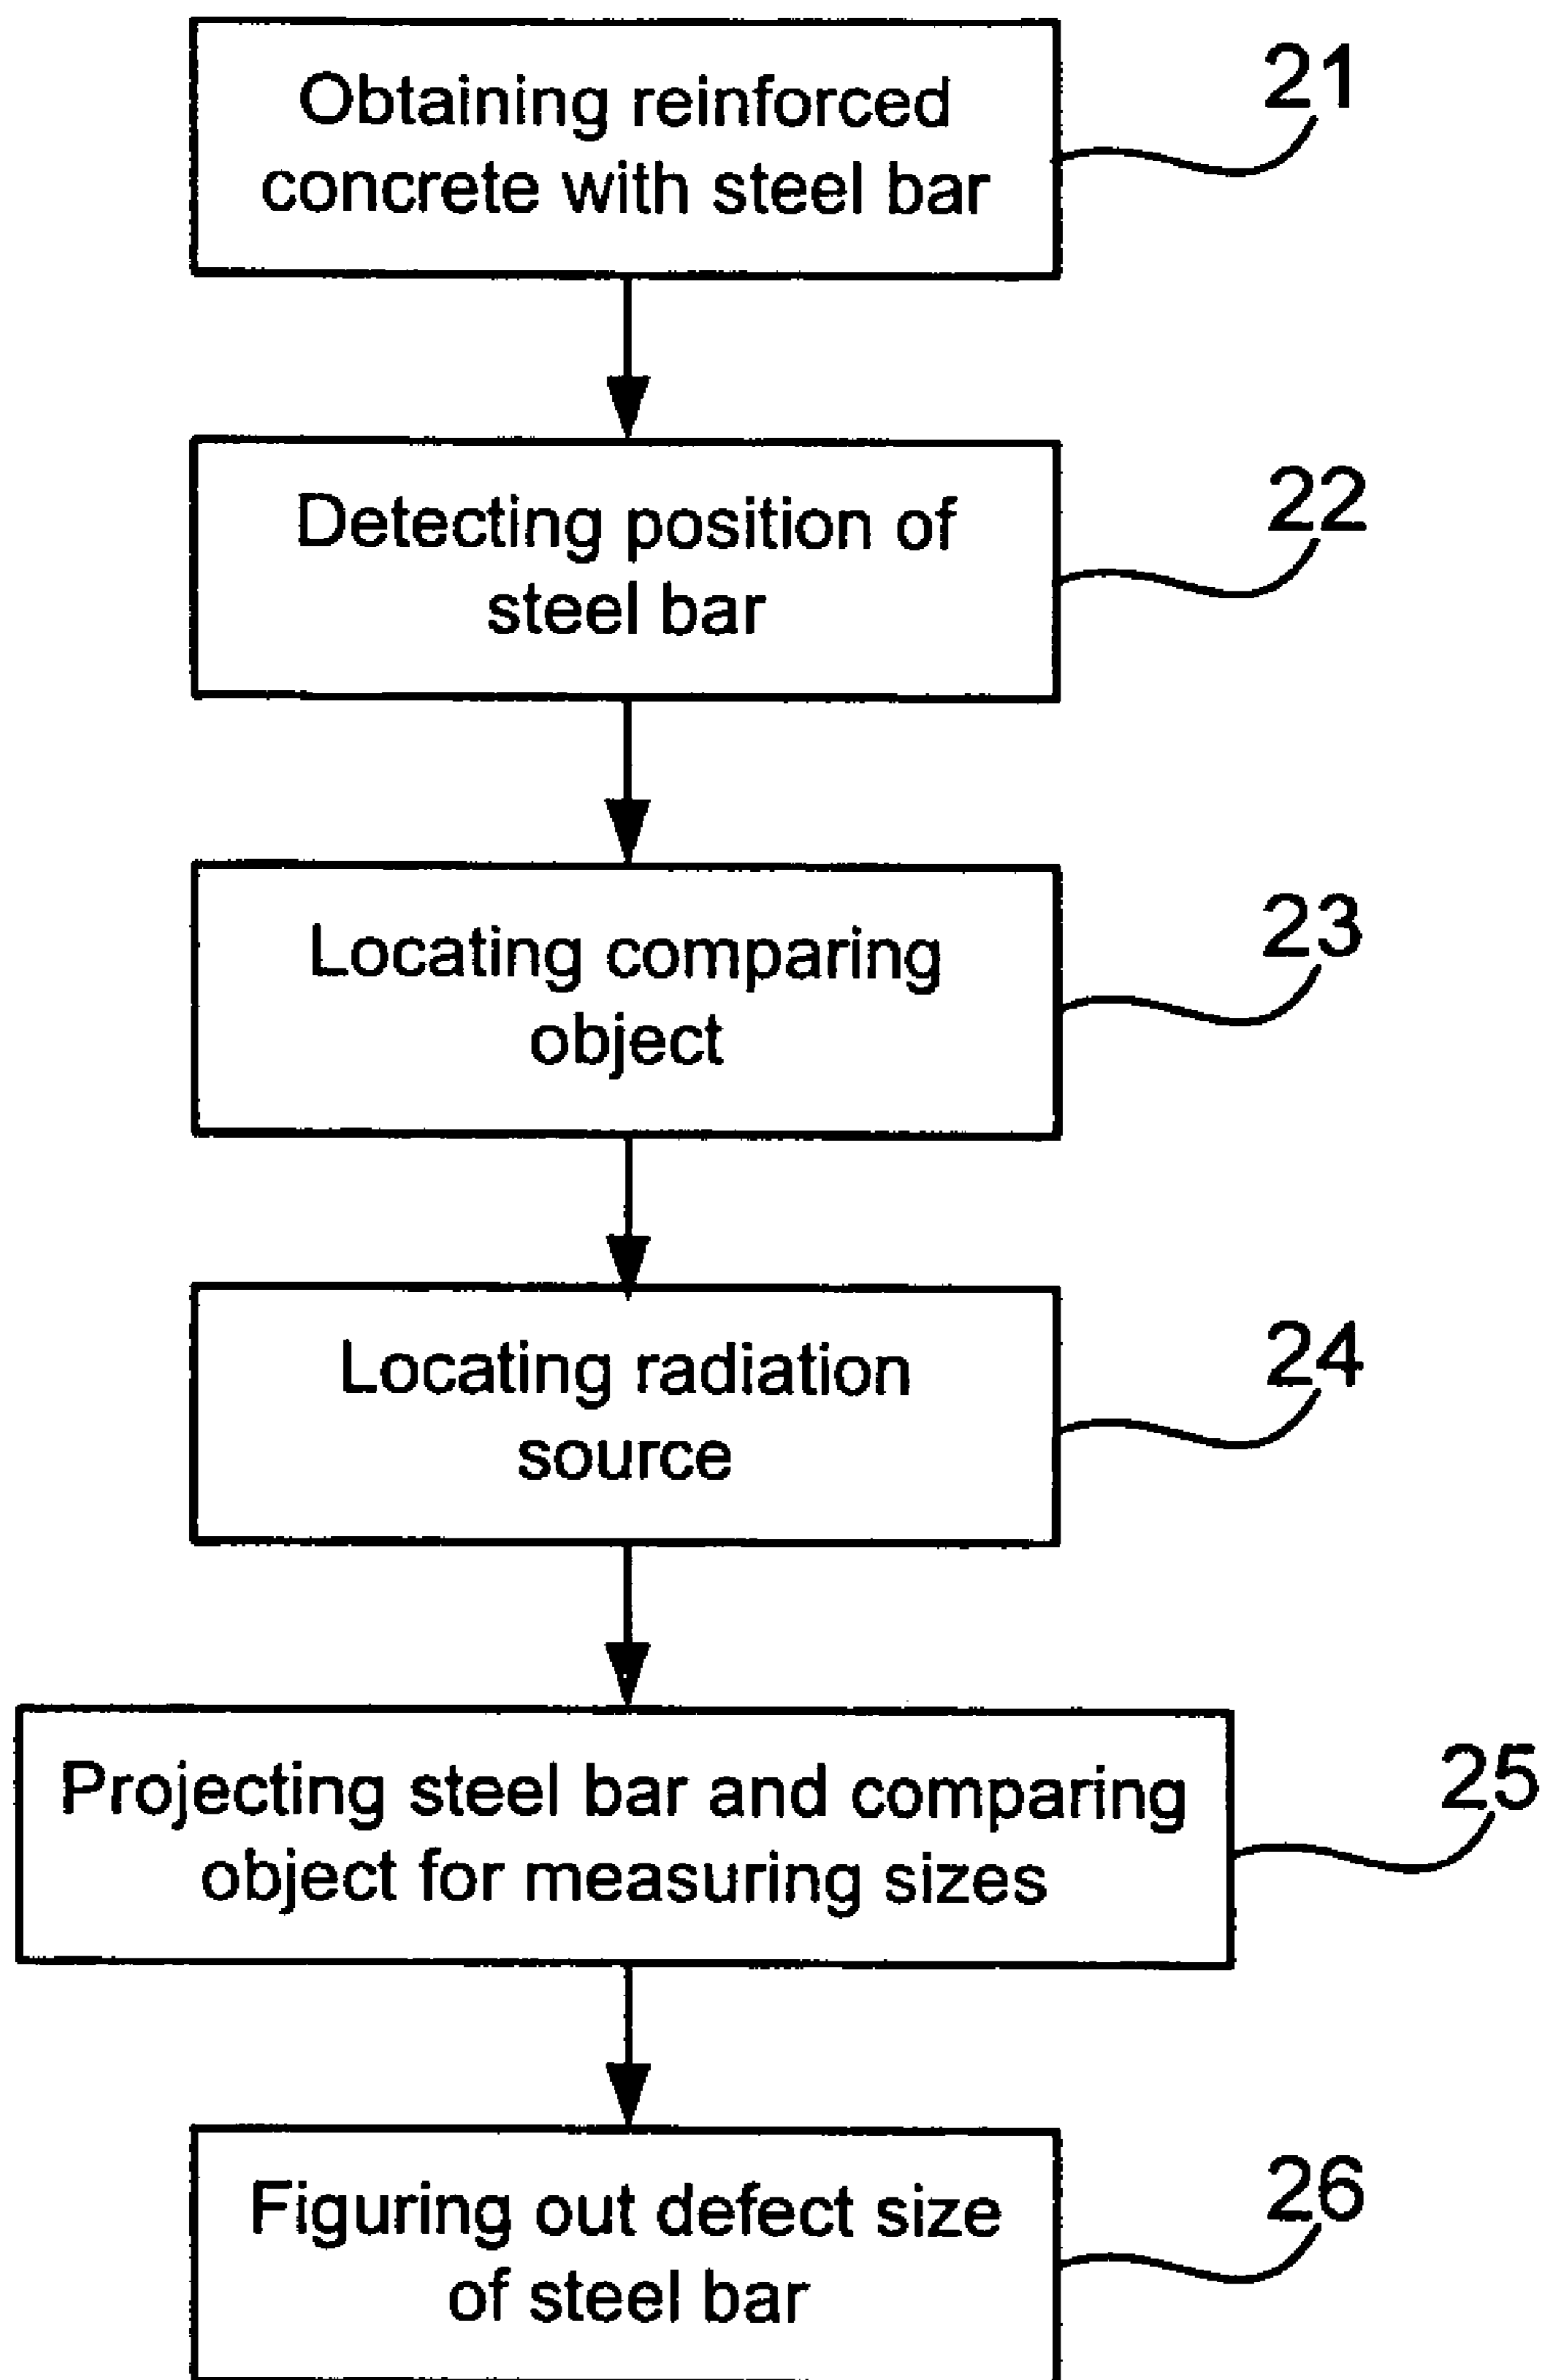 Obtaining reinforced
concrete with steel bar
21
Detecting position of
steel bar
22
Locating comparing
object
23
Locating radiation
source
24
Projecting steel bar and comparing
object for measuring sizes
25
Figuring out defect size
of steel bar
26